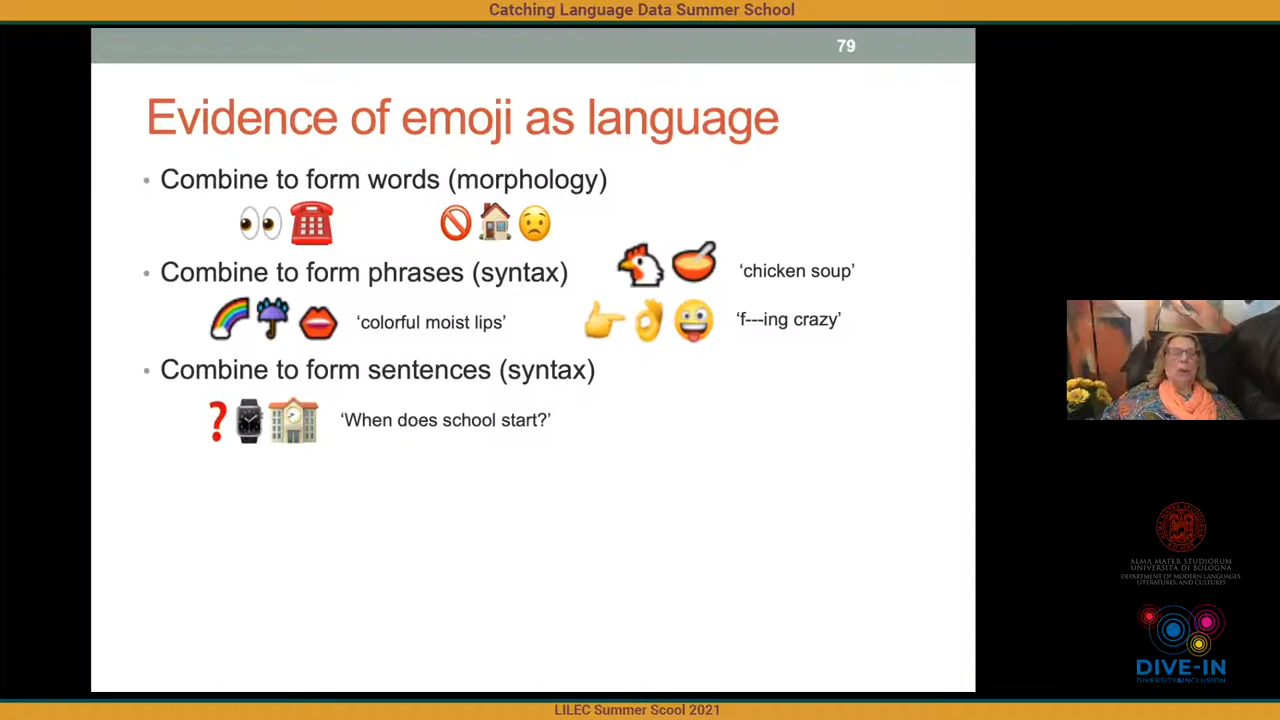 Catching Language Data Summer School
79
Evidence of emoji as language
• Combine to form words (morphology)
• Combine to form phrases (syntax)
'chicken soup'
'colorful moist lips'
'f---ing crazy'
• Combine to form sentences (syntax)
'When does school start?'
ALMA MATER STUDIORUM
UNIVERSITÀ DI BOLOGNA
DEPARTMENT OF MODERN LANGUAGES,
LITERATURES, AND CULTURES
DIVE-IN
DIVERSITY&INCLUSION
LILEC Summer Scool 2021